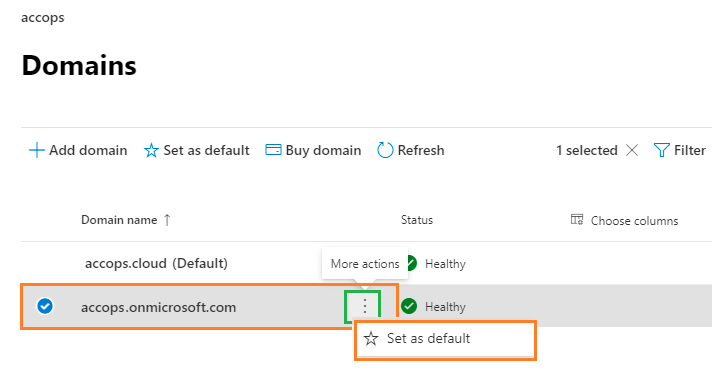 accops
Domains
Add domain Set as default Buy domain Refresh 1 selected Filter
Domain name ↑ Status Choose columns
accops.cloud (Default) More actions Healthy
accops.onmicrosoft.com Healthy
Set as default